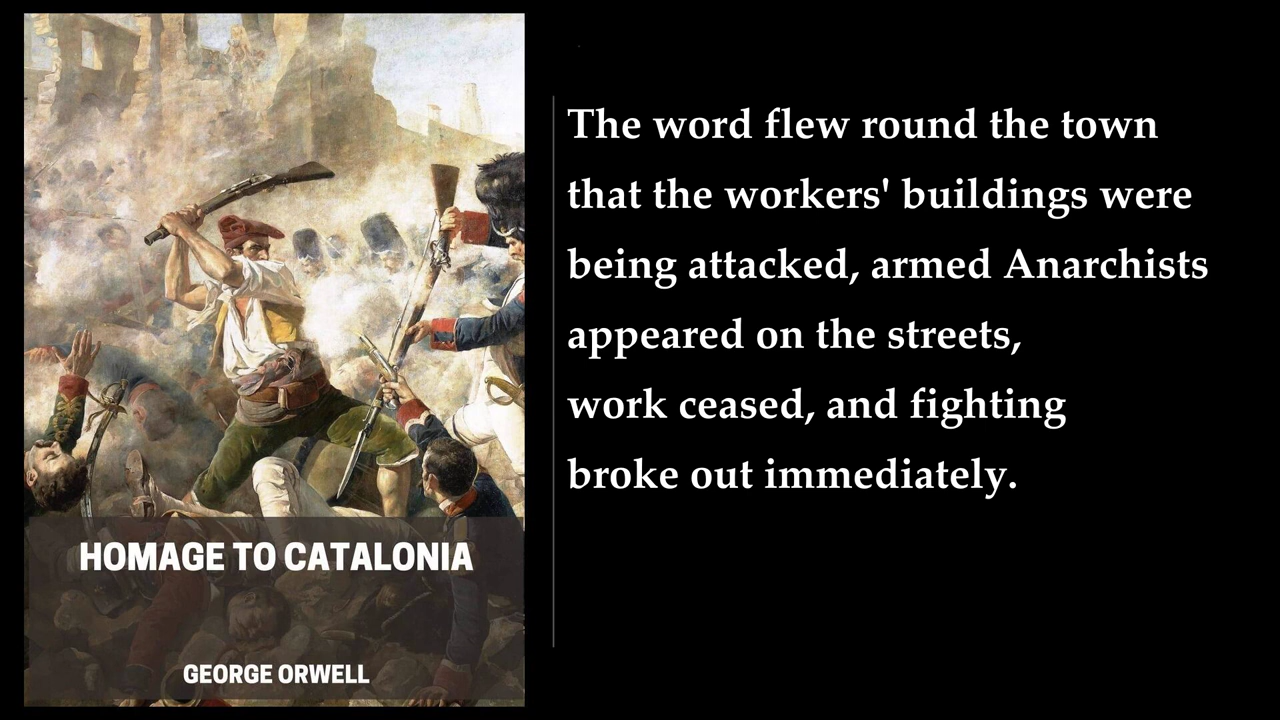 HOMAGE TO CATALONIA
GEORGE ORWELL
The word flew round the town
that the workers' buildings were
being attacked, armed Anarchists
appeared on the streets,
work ceased, and fighting
broke out immediately.